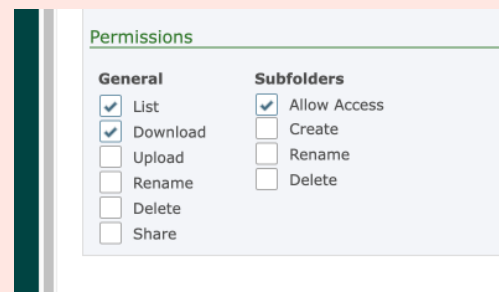 Permissions
General
List
Download
Upload
Rename
Delete
Share
Subfolders
Allow Access
Create
Rename
Delete